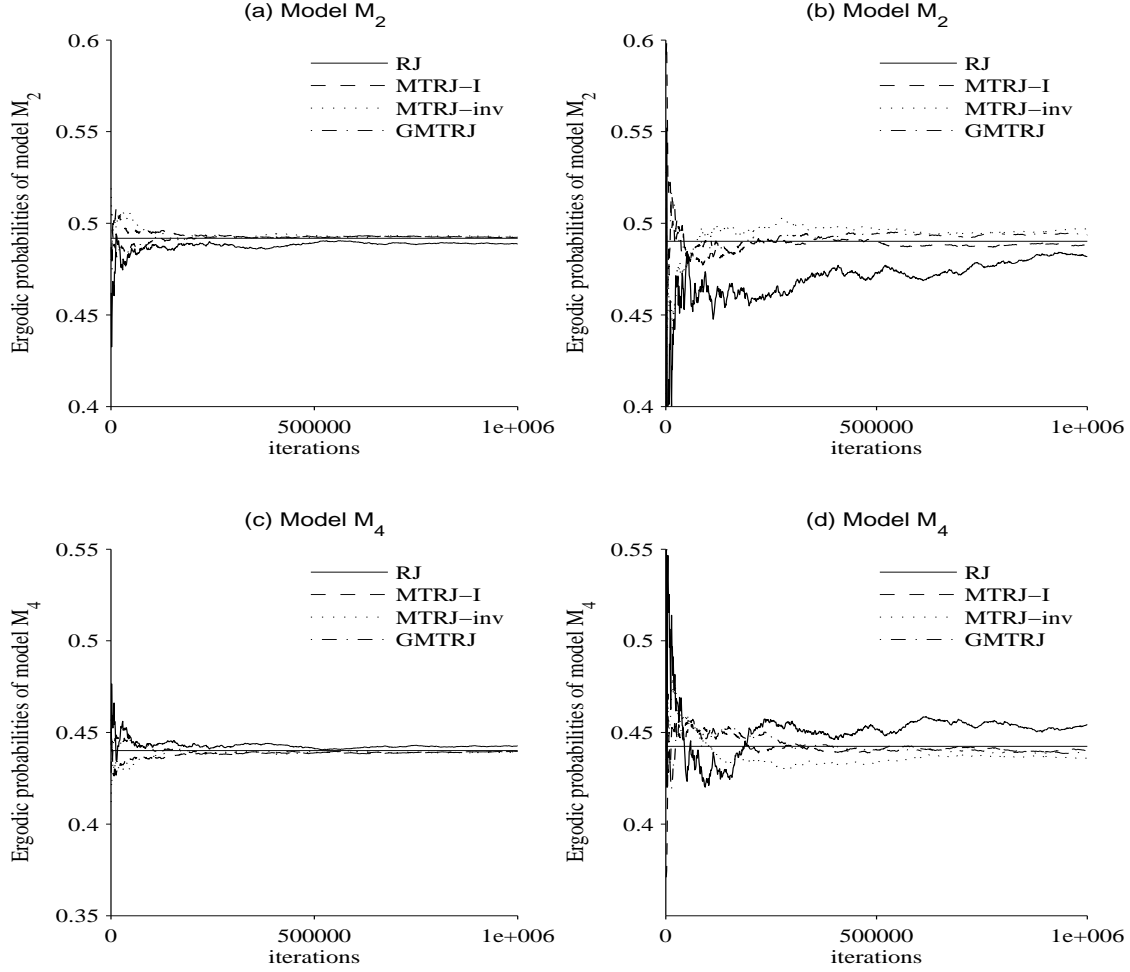 (a) Model M₂
Ergodic probabilities of model M₂
0.6
0.55
0.5
0.45
0.4
RJ
MTRJ−I
MTRJ−inv
GMTRJ
0 500000 1e+006
iterations
(b) Model M₂
Ergodic probabilities of model M₂
0.6
0.55
0.5
0.45
0.4
RJ
MTRJ−I
MTRJ−inv
GMTRJ
0 500000 1e+006
iterations
(c) Model M₄
Ergodic probabilities of model M₄
0.55
0.5
0.45
0.4
0.35
RJ
MTRJ−I
MTRJ−inv
GMTRJ
0 500000 1e+006
iterations
(d) Model M₄
Ergodic probabilities of model M₄
0.55
0.5
0.45
0.4
RJ
MTRJ−I
MTRJ−inv
GMTRJ
0 500000 1e+006
iterations